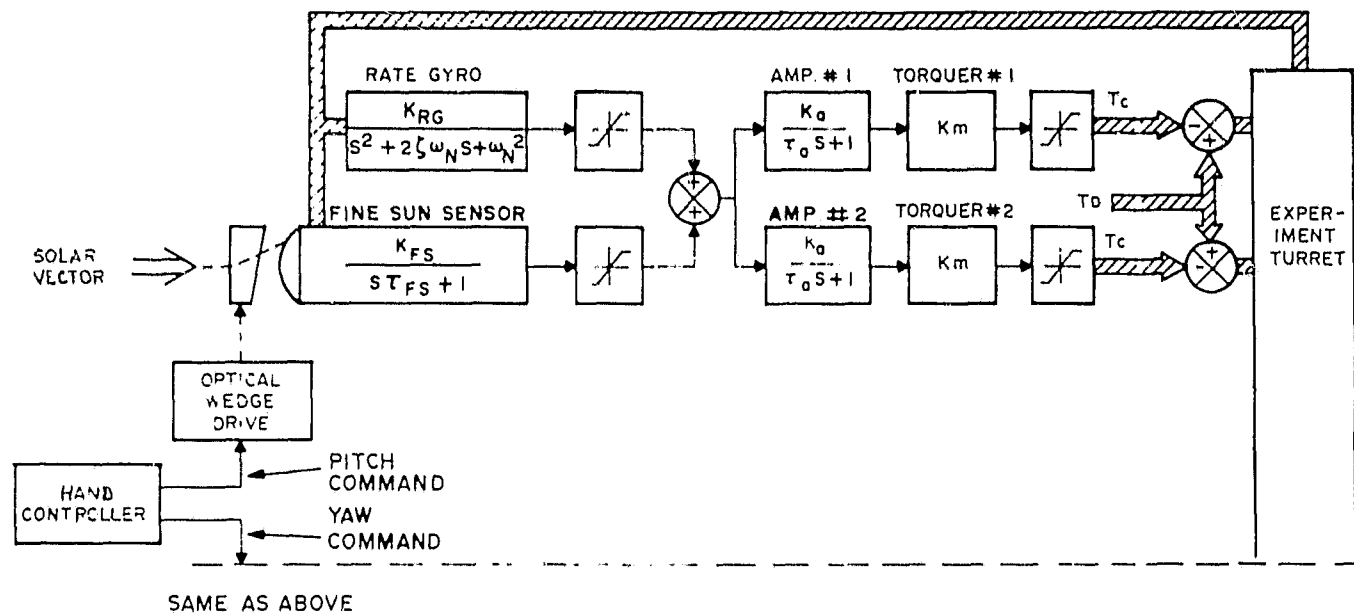 RATE GYRO
K_RG
S² + 2ζω_N S + ω_N²
AMP. # 1
K_a
τ_a S+1
TORQUER # 1
Km
T_C
- +
+ +
FINE SUN SENSOR
K_FS
S τ_FS + 1
AMP. # 2
K_a
τ_a S+1
TORQUER # 2
Km
T_C
T_D
+ -
EXPER-
IMENT
TURRET
SOLAR
VECTOR
OPTICAL
WEDGE
DRIVE
HAND
CONTROLLER
PITCH
COMMAND
YAW
COMMAND
SAME AS ABOVE